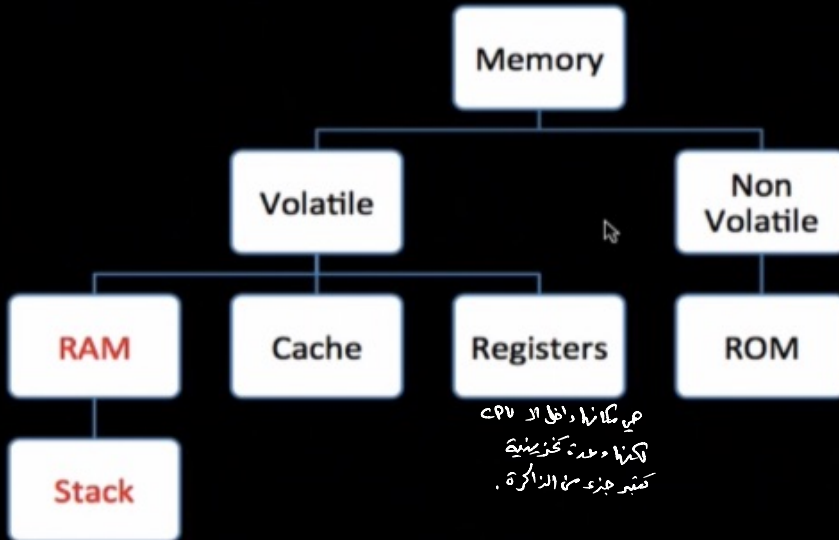 Memory
Volatile
Non
Volatile
RAM
Cache
Registers
ROM
هي مكانها داخل الـ CPU
لكنها وحدة تخزينية
تعتبر جزء من الذاكرة.
Stack